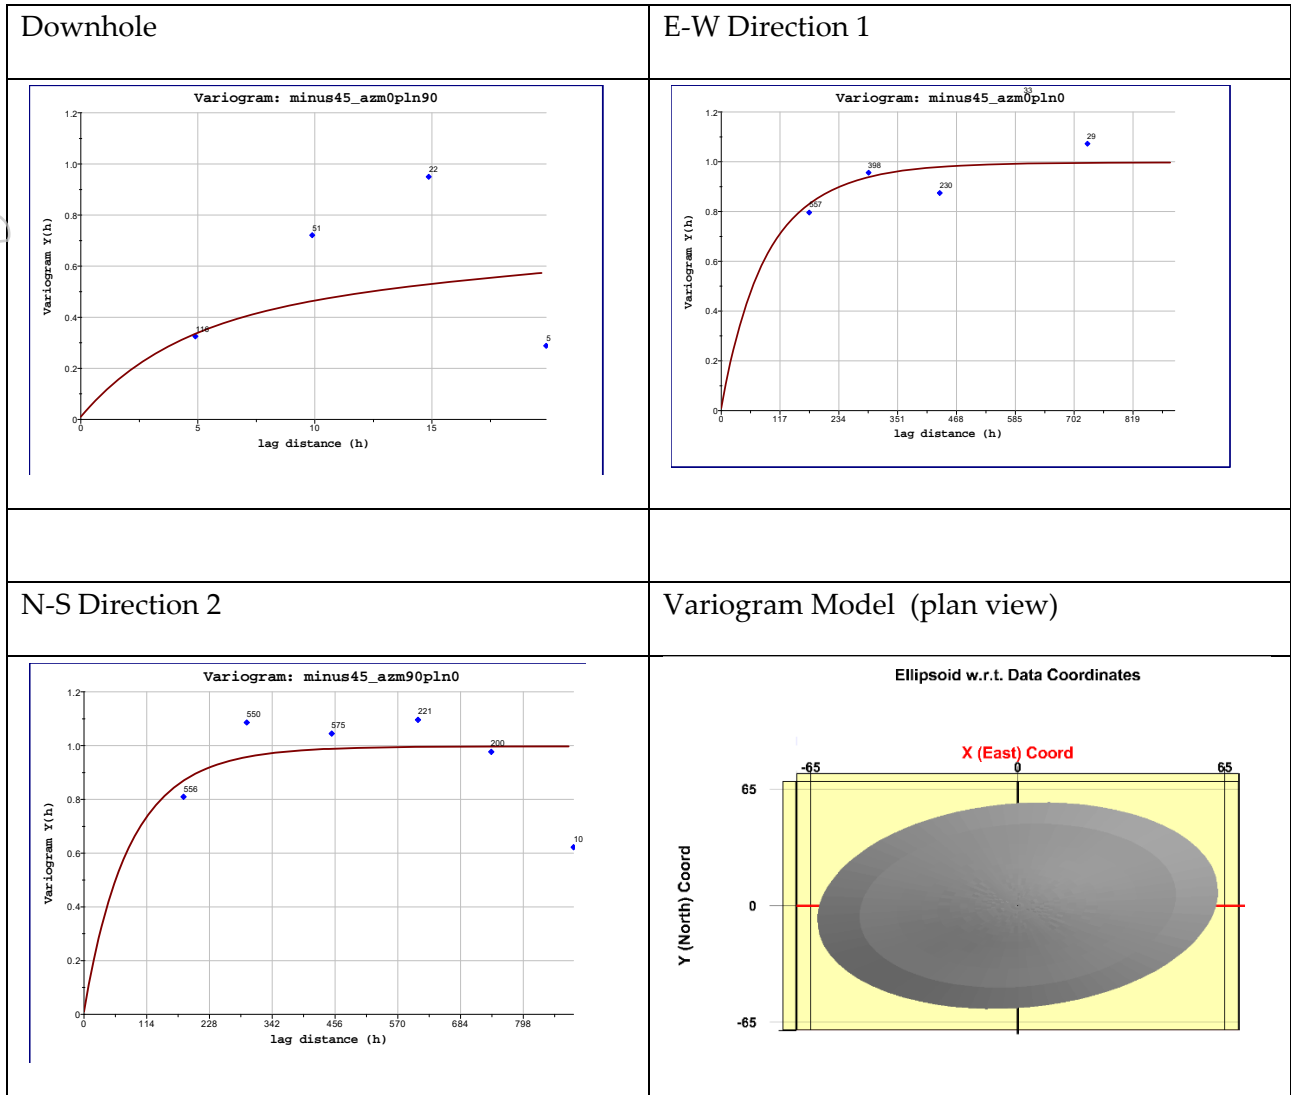 Downhole
E-W Direction 1
Variogram: minus45_azm0pln90
1.2
1.0
0.8
0.6
0.4
0.2
0
Variogram Y(h)
116
51
22
5
0 5 10 15
lag distance (h)
Variogram: minus45_azm0pln0
33
1.2
1.0
0.8
0.6
0.4
0.2
0
Variogram Y(h)
557
398
230
29
0 117 234 351 468 585 702 819
lag distance (h)
N-S Direction 2
Variogram Model (plan view)
Variogram: minus45_azm90pln0
1.2
1.0
0.8
0.6
0.4
0.2
0
Variogram Y(h)
556
550
575
221
200
10
0 114 228 342 456 570 684 798
lag distance (h)
Ellipsoid w.r.t. Data Coordinates
X (East) Coord
-65 0 65
65
0
-65
Y (North) Coord